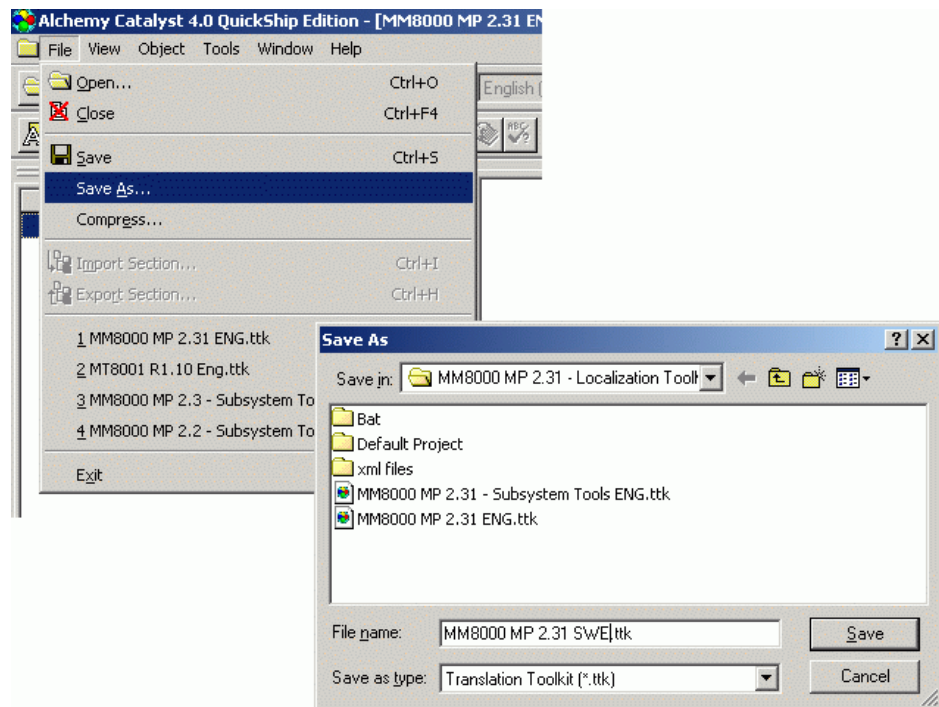 Alchemy Catalyst 4.0 QuickShip Edition - [MM8000 MP 2.31 EN
File View Object Tools Window Help
Open... Ctrl+O
English (
Close Ctrl+F4
Save Ctrl+S
Save As...
Compress...
Import Section... Ctrl+I
Export Section... Ctrl+H
1 MM8000 MP 2.31 ENG.ttk
2 MT8001 R1.10 Eng.ttk
3 MM8000 MP 2.3 - Subsystem To
4 MM8000 MP 2.2 - Subsystem To
Exit
Save As
Save in: MM8000 MP 2.31 - Localization Toolk
Bat
Default Project
xml files
MM8000 MP 2.31 - Subsystem Tools ENG.ttk
MM8000 MP 2.31 ENG.ttk
File name: MM8000 MP 2.31 SWE.ttk Save
Save as type: Translation Toolkit (*.ttk) Cancel